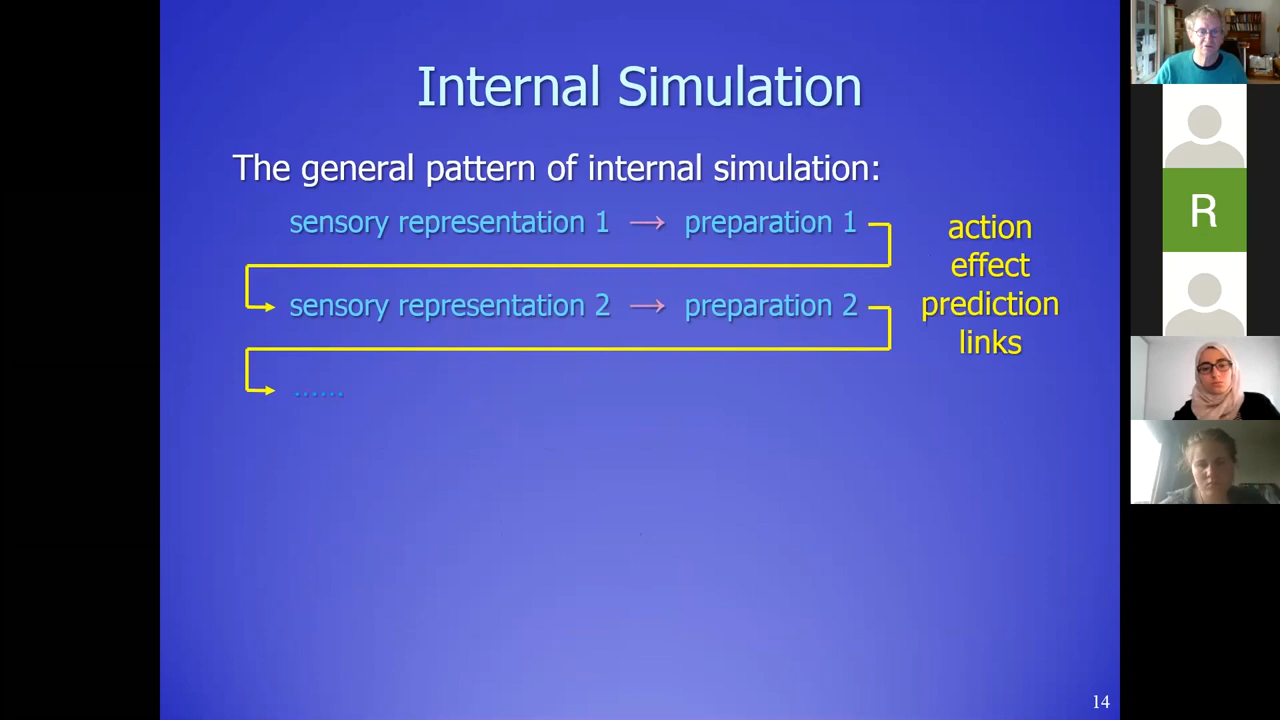 Internal Simulation
The general pattern of internal simulation:
sensory representation 1 → preparation 1
sensory representation 2 → preparation 2
......
action
effect
prediction
links
R
14